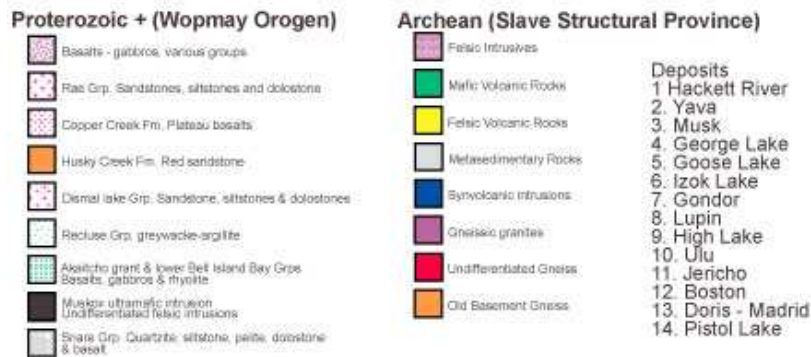 Proterozoic + (Wopmay Orogen)
Basalts - gabbros, various groups
Rae Grp. Sandstones, siltstones and dolostone
Copper Creek Fm. Plateau basalts
Husky Creek Fm. Red sandstone
Dismal lake Grp. Sandstone, siltstones & dolostones
Recluse Grp. greywacke-argillite
Akaitcho grant & lower Bell Island Bay Grps
Basalts, gabbros & rhyolite
Muskox ultramafic intrusion
Undifferentiated felsic intrusions
Snare Grp. Quartzite, siltstone, pelite, dolostone
& basalt
Archean (Slave Structural Province)
Felsic Intrusives
Mafic Volcanic Rocks
Felsic Volcanic Rocks
Metasedimentary Rocks
Synvolcanic intrusions
Gneissic granites
Undifferentiated Gneiss
Old Basement Gneiss
Deposits
1 Hackett River
2. Yava
3. Musk
4. George Lake
5. Goose Lake
6. Izok Lake
7. Gondor
8. Lupin
9. High Lake
10. Ulu
11. Jericho
12. Boston
13. Doris - Madrid
14. Pistol Lake